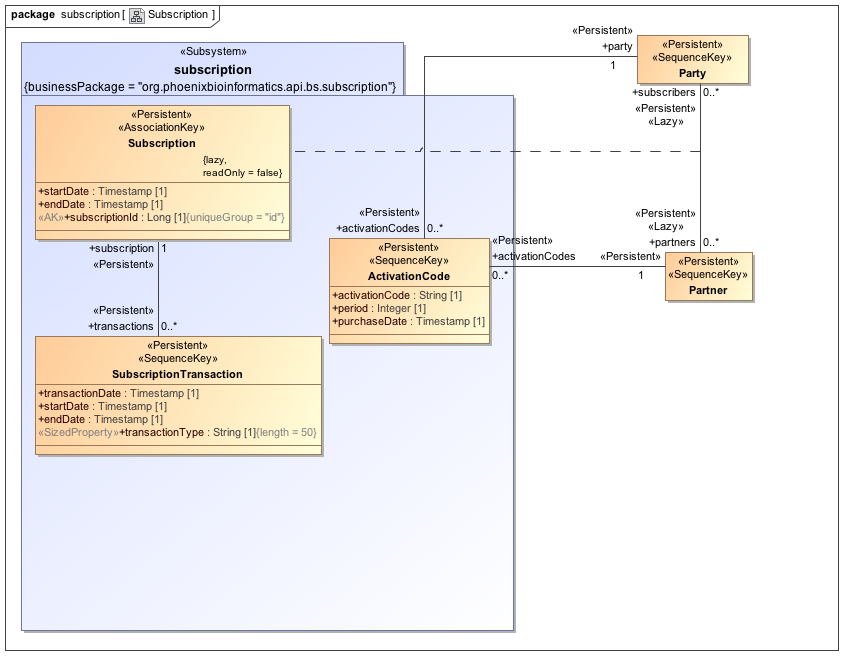 package subscription [ Subscription ]
«Subsystem»
subscription
{businessPackage = "org.phoenixbioinformatics.api.bs.subscription"}
«Persistent»
«AssociationKey»
Subscription
{lazy,
readOnly = false}
+startDate : Timestamp [1]
+endDate : Timestamp [1]
«AK»+subscriptionId : Long [1]{uniqueGroup = "id"}
+subscription 1
«Persistent»
«Persistent»
+transactions 0..*
«Persistent»
«SequenceKey»
SubscriptionTransaction
+transactionDate : Timestamp [1]
+startDate : Timestamp [1]
+endDate : Timestamp [1]
«SizedProperty»+transactionType : String [1]{length = 50}
«Persistent»
+activationCodes 0..*
«Persistent»
«SequenceKey»
ActivationCode
+activationCode : String [1]
+period : Integer [1]
+purchaseDate : Timestamp [1]
«Persistent»
+activationCodes
0..*
«Persistent»
1
«Persistent»
+party
1
«Persistent»
«SequenceKey»
Party
+subscribers 0..*
«Persistent»
«Lazy»
«Persistent»
«Lazy»
+partners 0..*
«Persistent»
«SequenceKey»
Partner